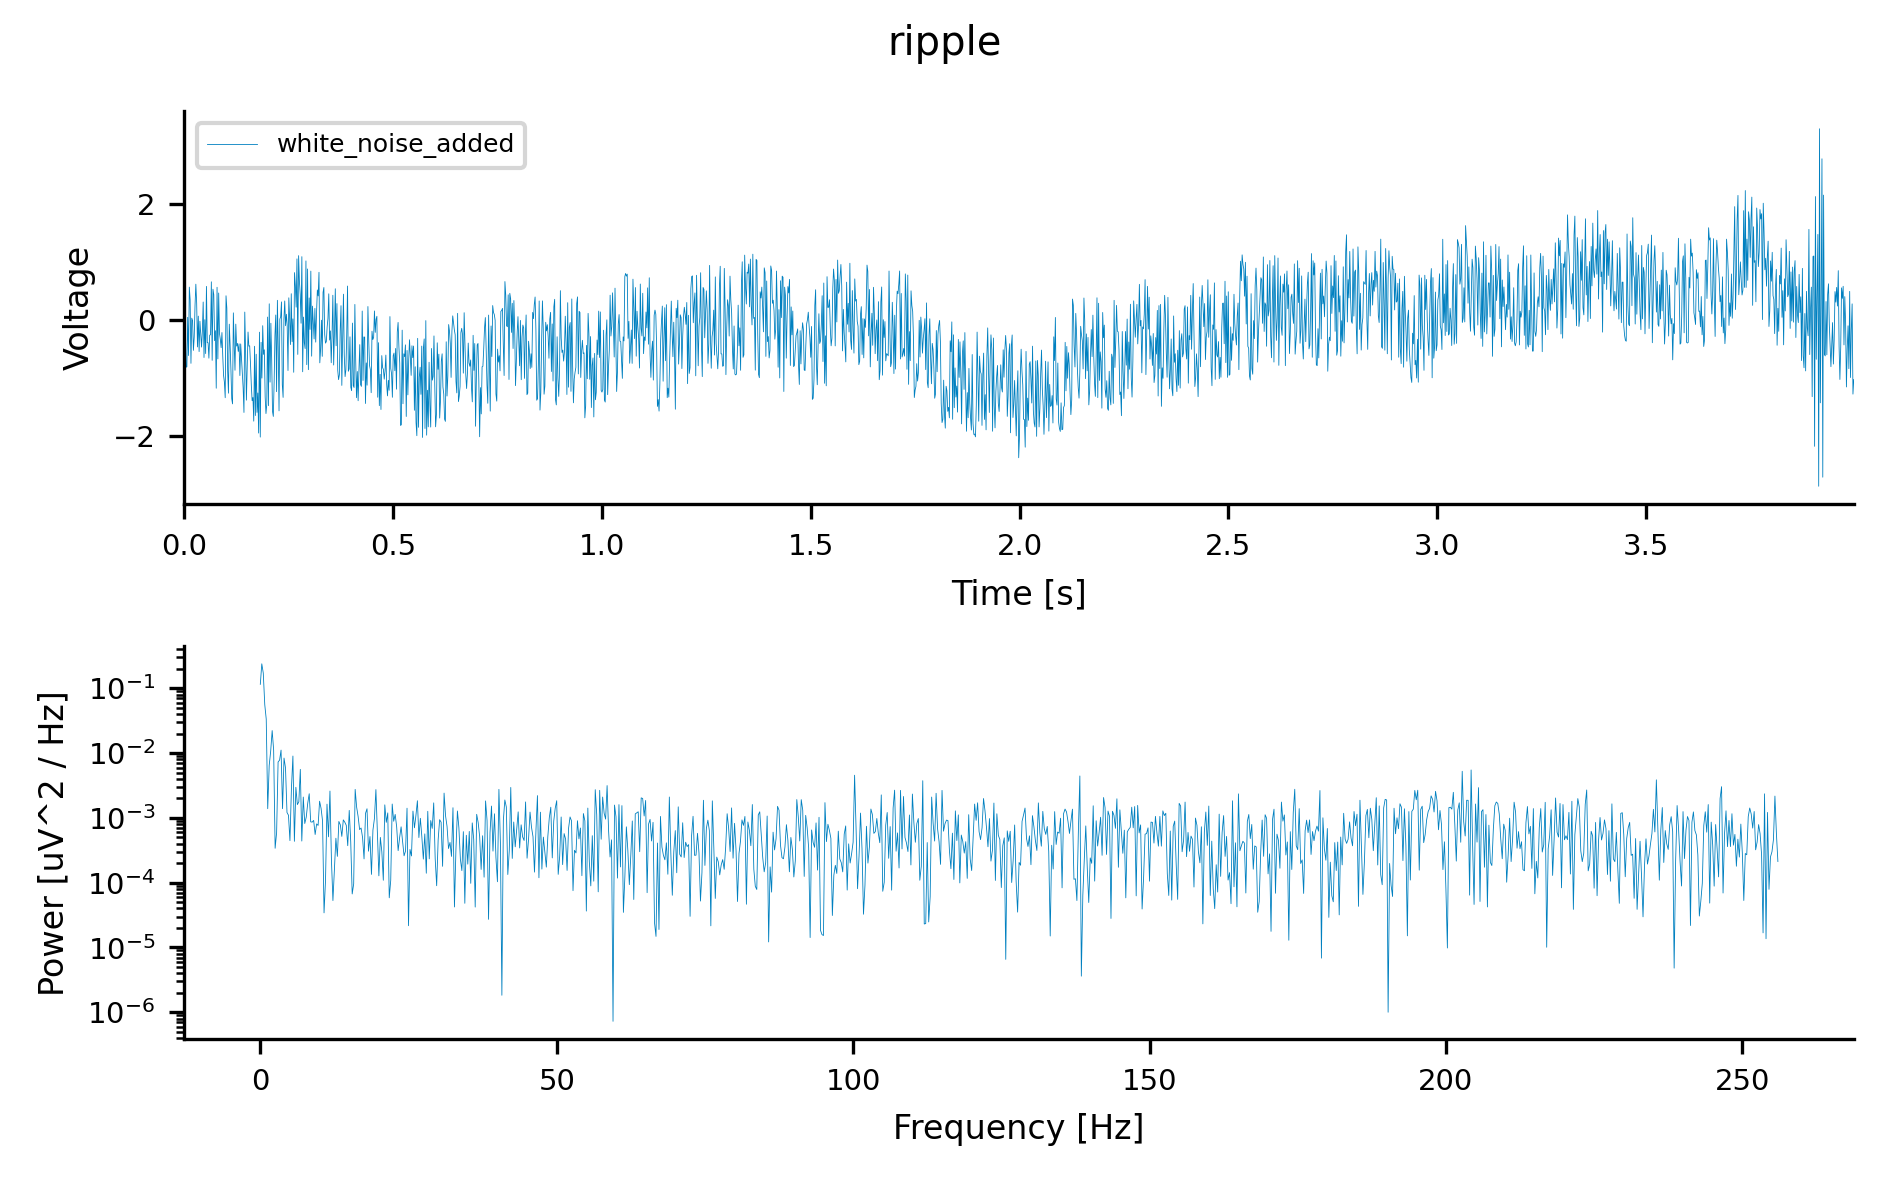 ripple
white_noise_added
Voltage
2
0
−2
0.0 0.5 1.0 1.5 2.0 2.5 3.0 3.5
Time [s]
Power [uV^2 / Hz]
10⁻¹
10⁻²
10⁻³
10⁻⁴
10⁻⁵
10⁻⁶
0 50 100 150 200 250
Frequency [Hz]